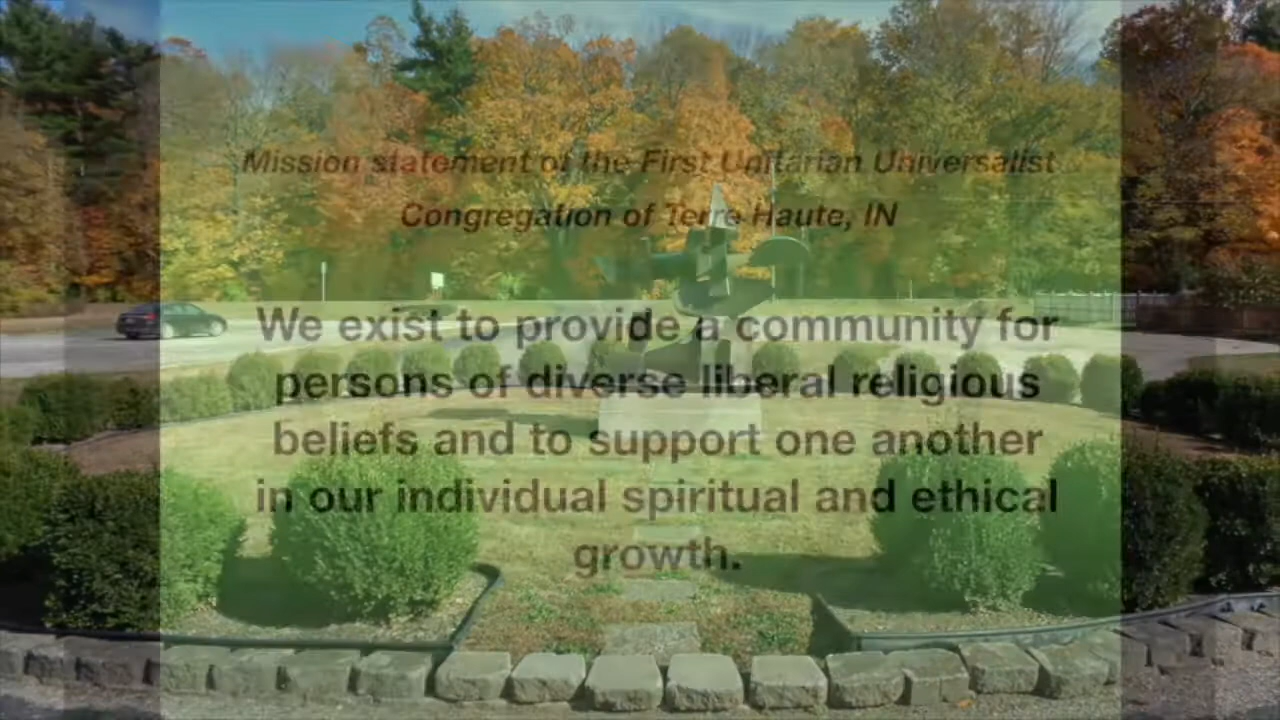 Mission statement of the First Unitarian Universalist
Congregation of Terre Haute, IN
We exist to provide a community for
persons of diverse liberal religious
beliefs and to support one another
in our individual spiritual and ethical
growth.